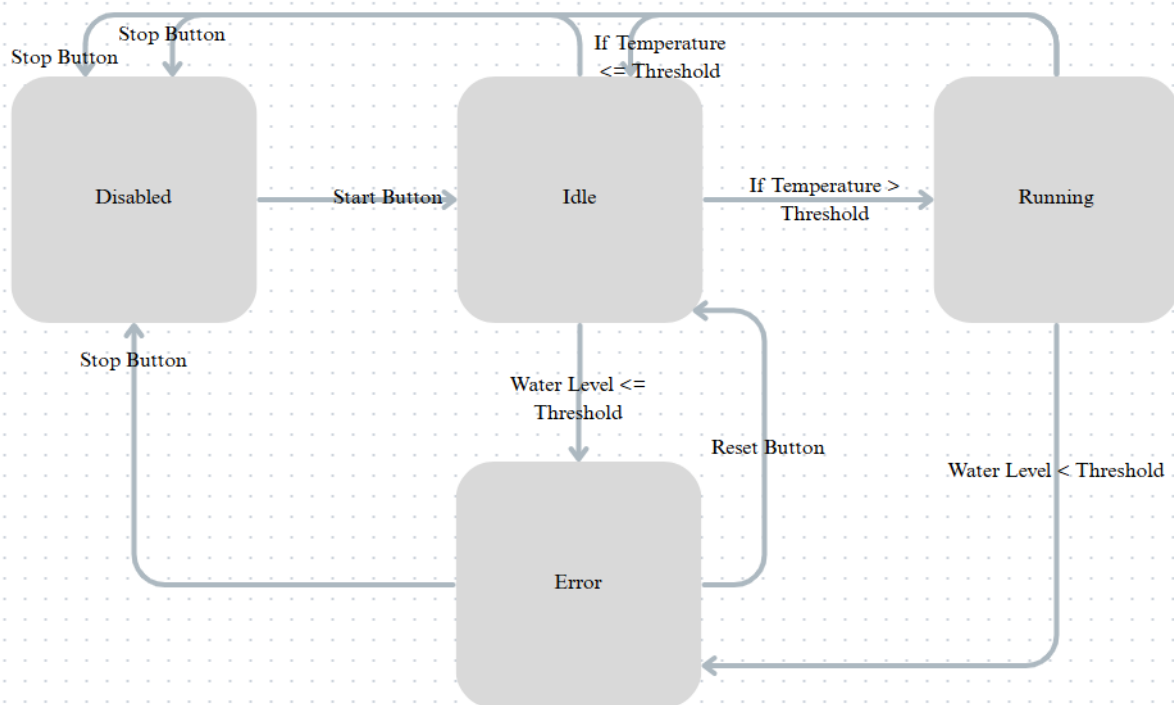 Stop Button
Stop Button
If Temperature
<= Threshold
Disabled
Start Button
Idle
If Temperature >
Threshold
Running
Stop Button
Water Level <=
Threshold
Reset Button
Water Level < Threshold
Error